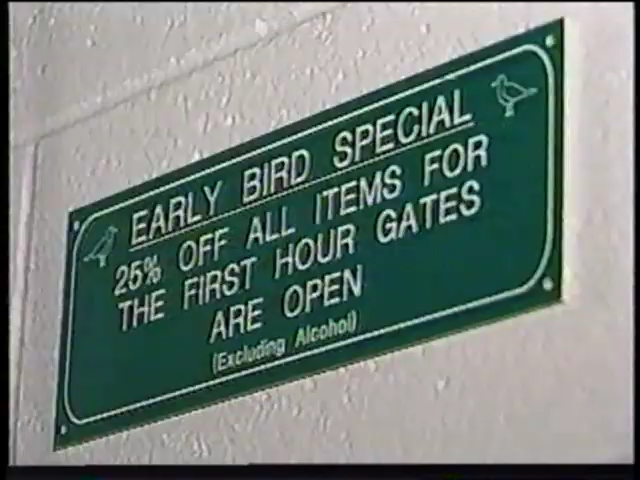 EARLY BIRD SPECIAL
25% OFF ALL ITEMS FOR
THE FIRST HOUR GATES
ARE OPEN
(Excluding Alcohol)